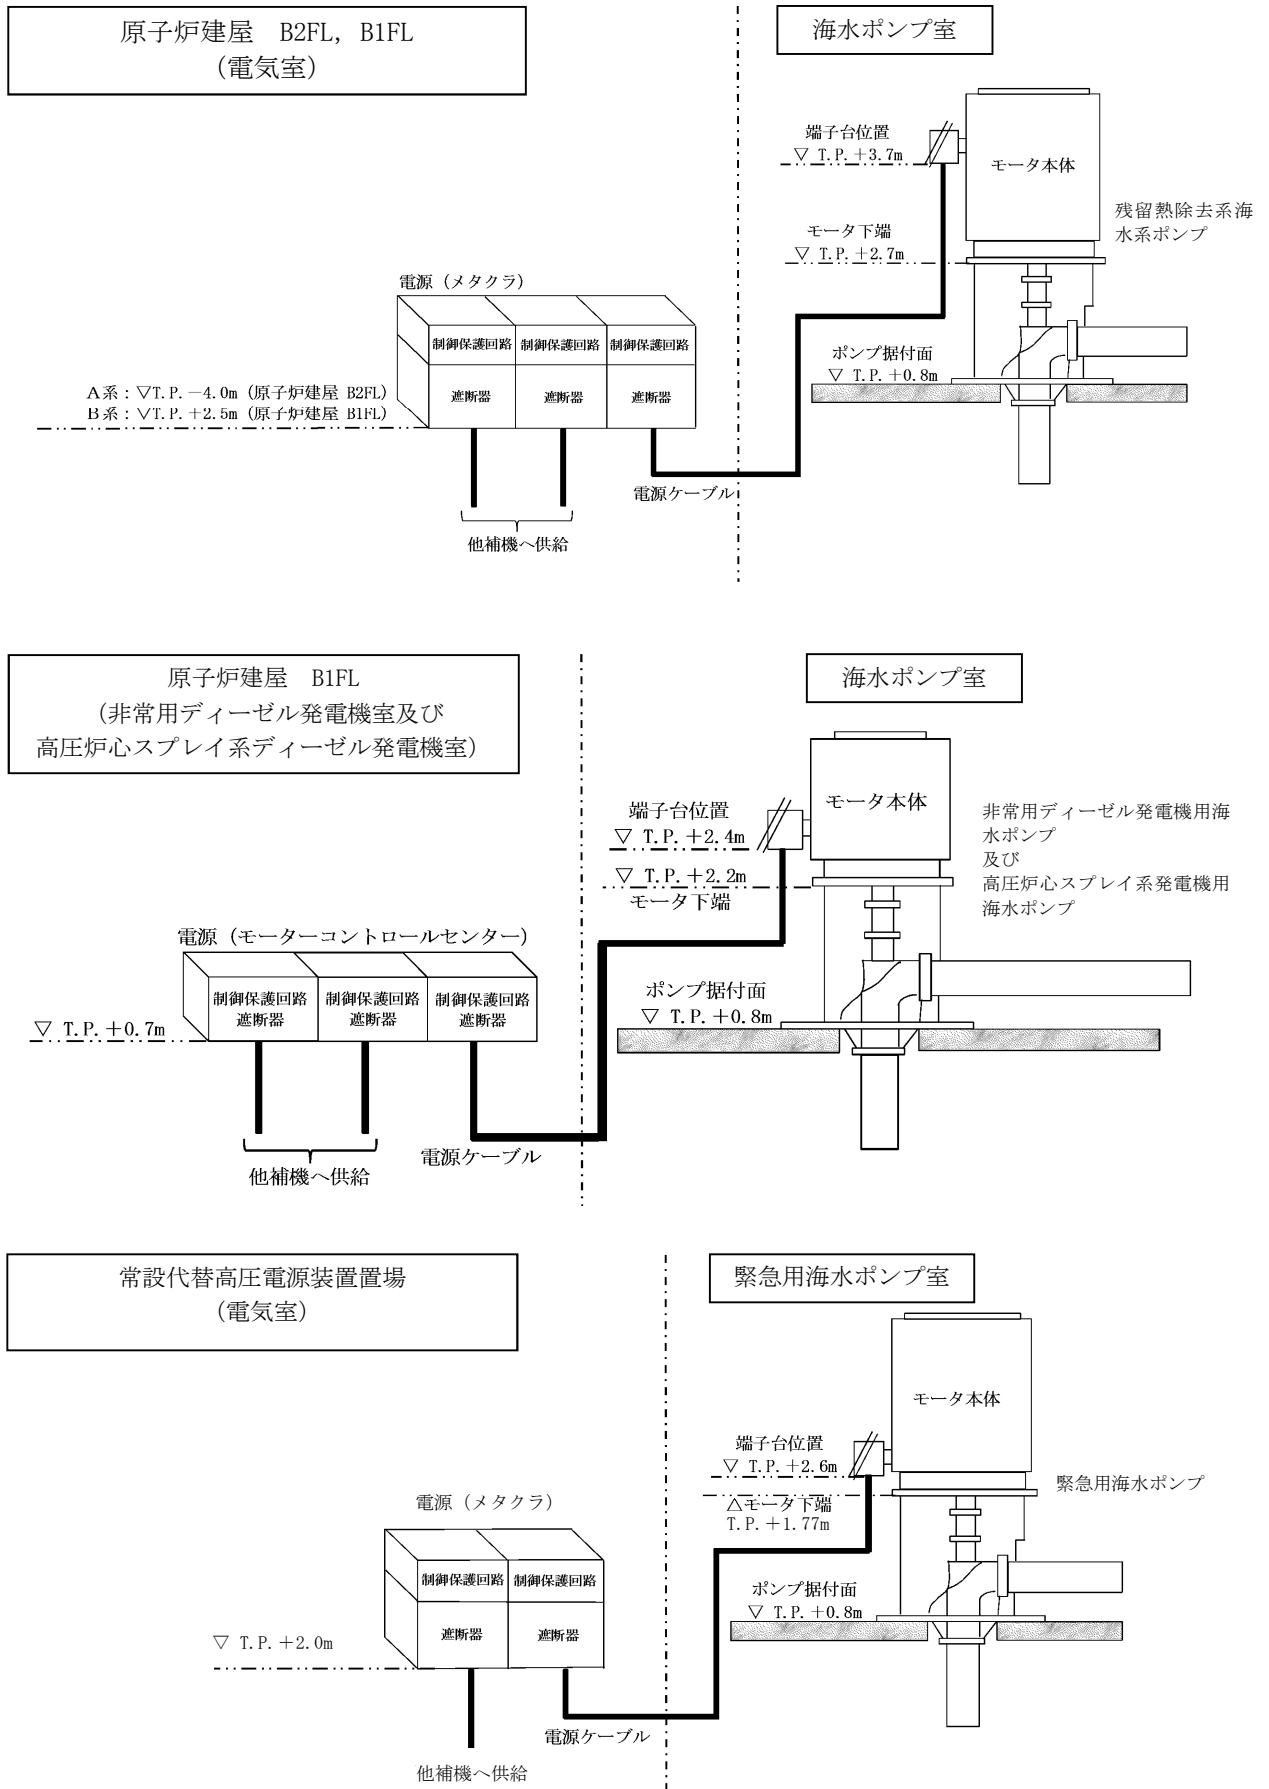 原子炉建屋　B2FL, B1FL
(電気室)
海水ポンプ室
端子台位置
▽ T.P.＋3.7m
モータ本体
残留熱除去系海
水系ポンプ
モータ下端
▽ T.P.＋2.7m
電源（メタクラ）
制御保護回路 制御保護回路 制御保護回路
ポンプ据付面
▽ T.P.＋0.8m
A系：▽T.P.－4.0m（原子炉建屋 B2FL）
B系：▽T.P.＋2.5m（原子炉建屋 B1FL）
遮断器 遮断器 遮断器
電源ケーブル
他補機へ供給
原子炉建屋　B1FL
（非常用ディーゼル発電機室及び
高圧炉心スプレイ系ディーゼル発電機室）
海水ポンプ室
モータ本体
端子台位置
▽ T.P.＋2.4m
▽ T.P.＋2.2m
モータ下端
非常用ディーゼル発電機用海
水ポンプ
及び
高圧炉心スプレイ系発電機用
海水ポンプ
電源（モーターコントロールセンター）
制御保護回路 制御保護回路 制御保護回路
遮断器 遮断器 遮断器
▽ T.P.＋0.7m
ポンプ据付面
▽ T.P.＋0.8m
電源ケーブル
他補機へ供給
常設代替高圧電源装置置場
（電気室）
緊急用海水ポンプ室
モータ本体
端子台位置
▽ T.P.＋2.6m
△モータ下端
T.P.＋1.77m
緊急用海水ポンプ
電源（メタクラ）
制御保護回路 制御保護回路
遮断器 遮断器
ポンプ据付面
▽ T.P.＋0.8m
▽ T.P.＋2.0m
電源ケーブル
他補機へ供給